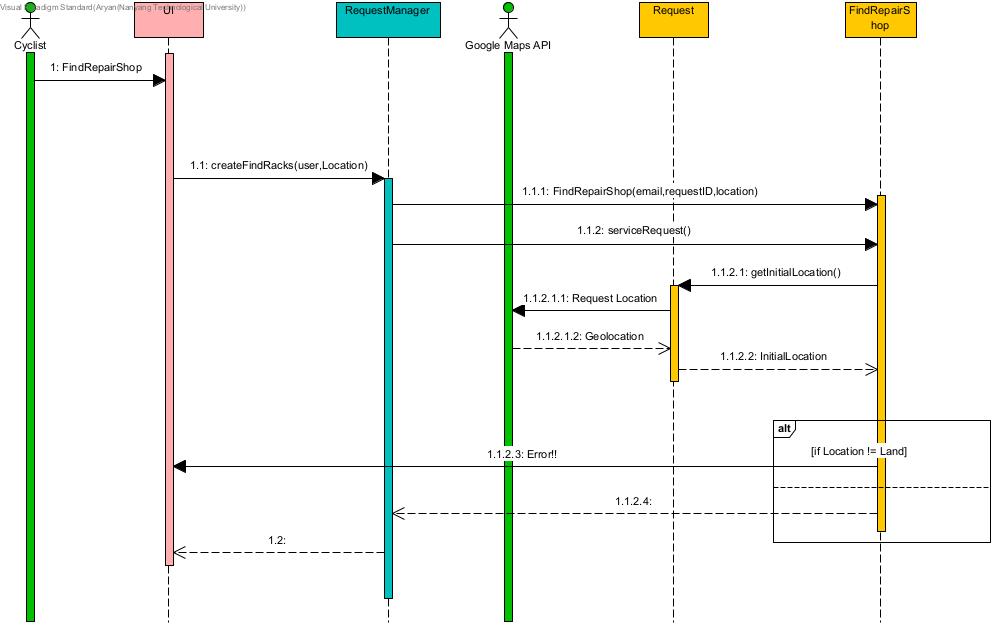 Visual Paradigm Standard(Aryan(Nanyang Technological University))
UI
RequestManager
Request
FindRepairS
hop
Cyclist
Google Maps API
1: FindRepairShop
1.1: createFindRacks(user,Location)
1.1.1: FindRepairShop(email,requestID,location)
1.1.2: serviceRequest()
1.1.2.1: getInitialLocation()
1.1.2.1.1: Request Location
1.1.2.1.2: Geolocation
1.1.2.2: InitialLocation
alt
[if Location != Land]
1.1.2.3: Error!!
1.1.2.4:
1.2: